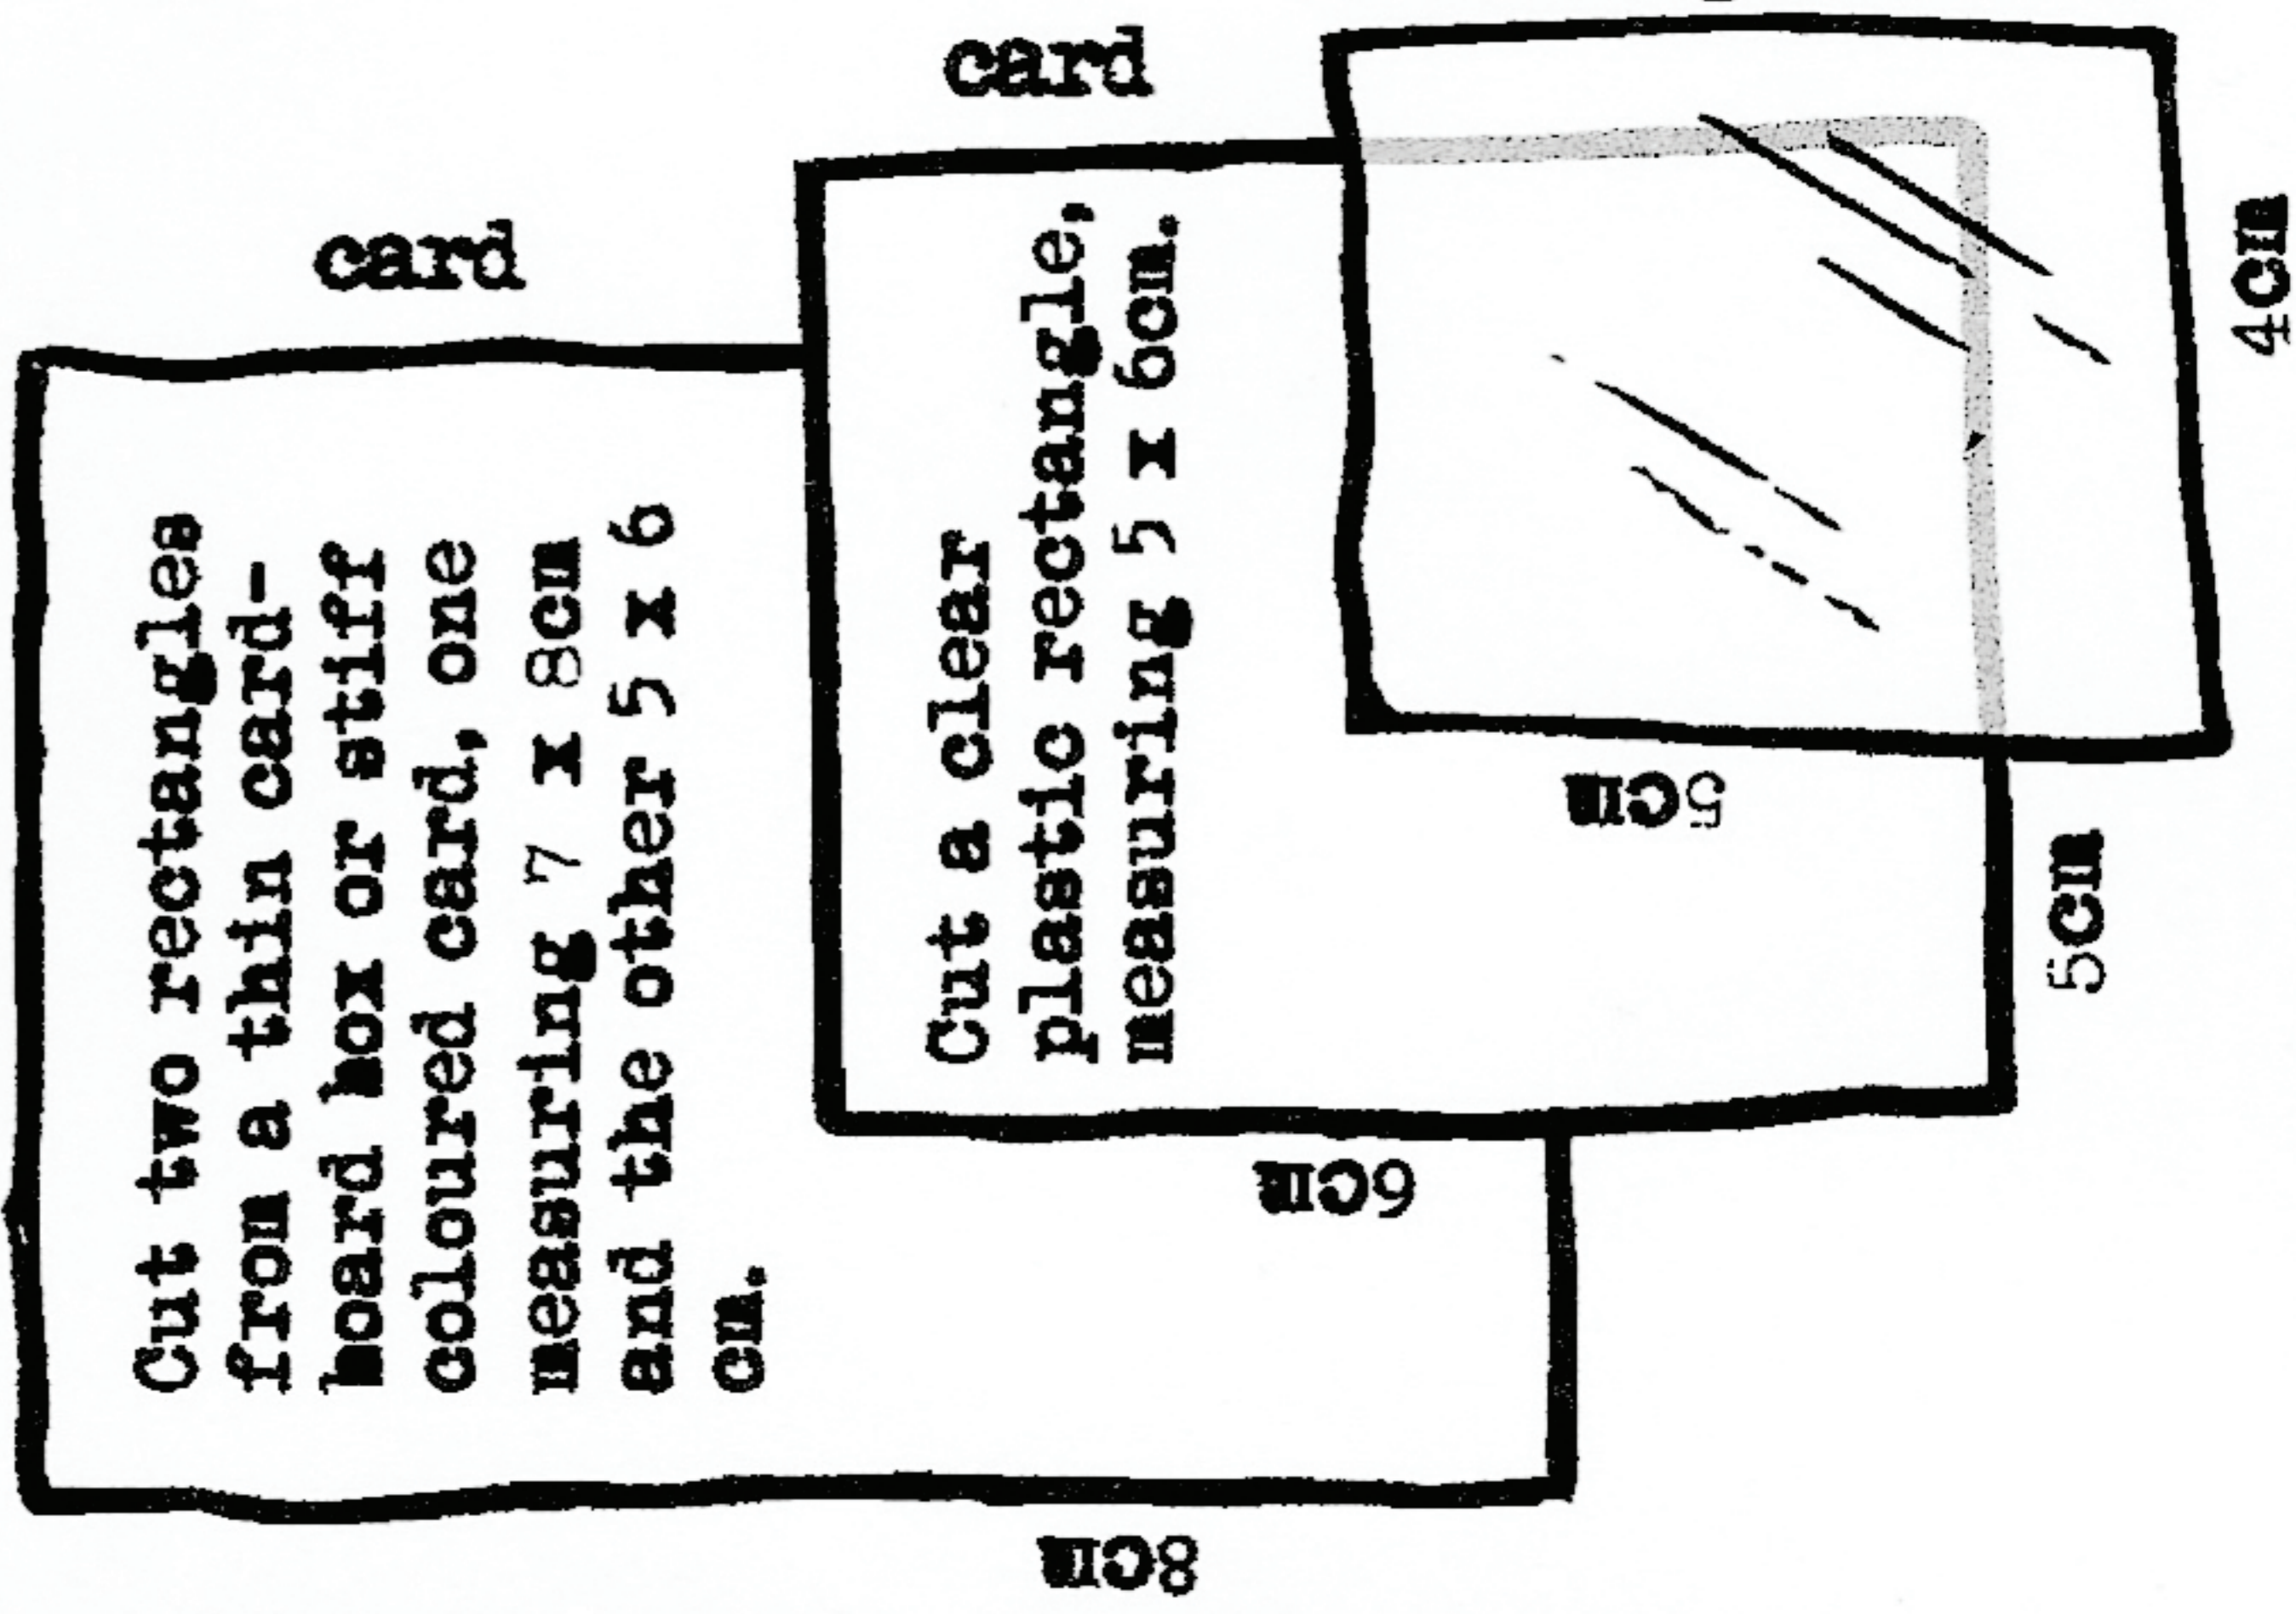 card
card
Cut two rectangles
from a thin card-
board box or stiff
coloured card, one
measuring 7 x 8cm
and the other 5 x 6
cm.
Cut a clear
plastic rectangle,
measuring 5 x 6cm.
4cm
5cm
5cm
6cm
8cm